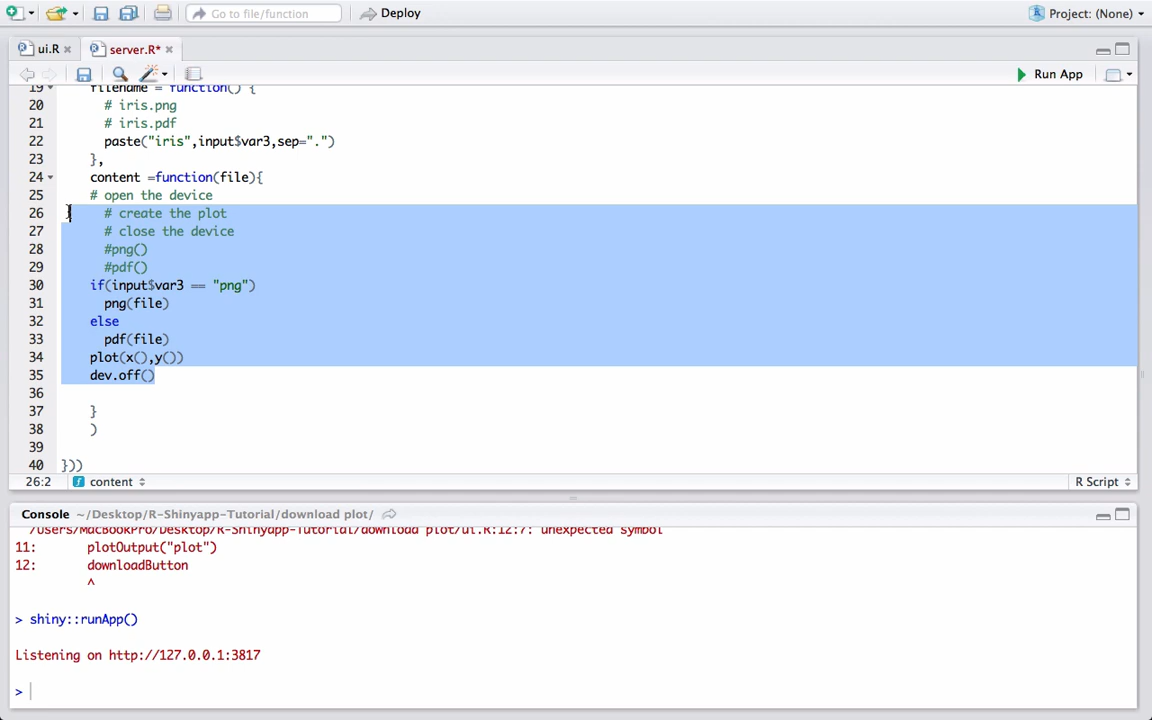 Go to file/function
Deploy
Project: (None)
ui.R
server.R*
Run App
19 filename = function() {
20 # iris.png
21 # iris.pdf
22 paste("iris",input$var3,sep=".")
23 },
24 content =function(file){
25 # open the device
26 # create the plot
27 # close the device
28 #png()
29 #pdf()
30 if(input$var3 == "png")
31 png(file)
32 else
33 pdf(file)
34 plot(x(),y())
35 dev.off()
36
37 }
38 )
39
40 }))
26:2 content R Script
Console ~/Desktop/R-Shinyapp-Tutorial/download plot/
/Users/MacBookPro/Desktop/R-Shinyapp-Tutorial/download plot/ui.R:12:7: unexpected symbol
11: plotOutput("plot")
12: downloadButton
^
> shiny::runApp()
Listening on http://127.0.0.1:3817
>